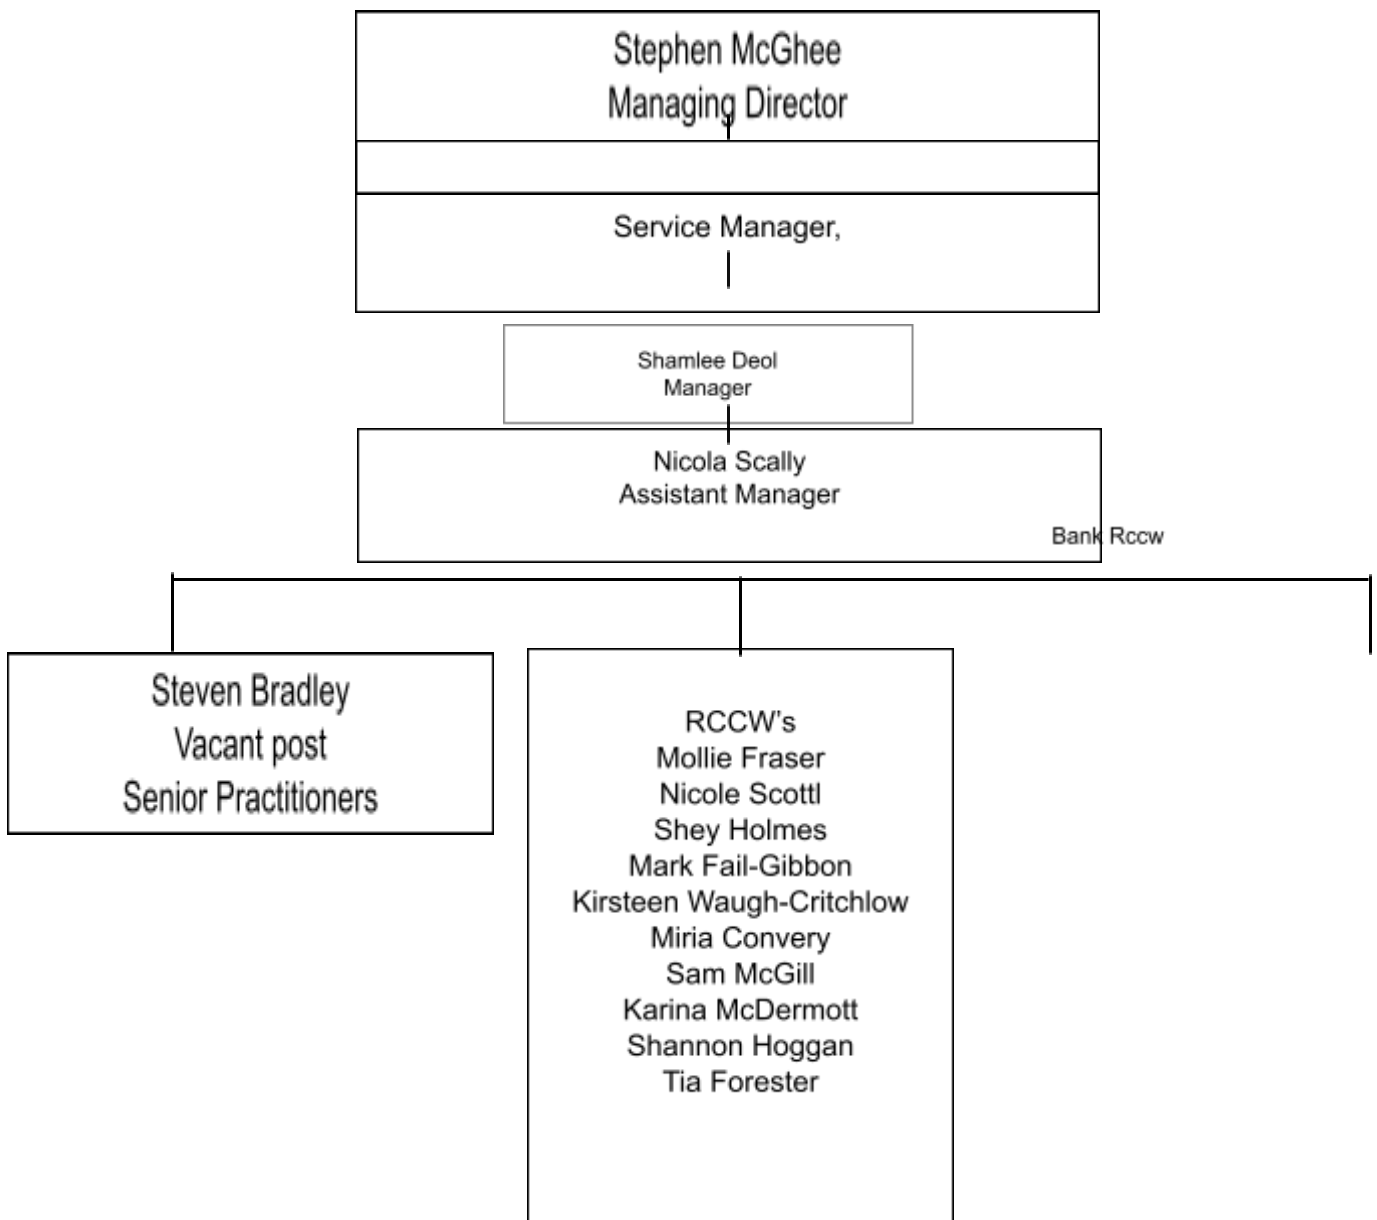 Stephen McGhee
Managing Director
Service Manager,
Shamlee Deol
Manager
Nicola Scally
Assistant Manager
Bank Rccw
Steven Bradley
Vacant post
Senior Practitioners
RCCW’s
Mollie Fraser
Nicole Scottl
Shey Holmes
Mark Fail-Gibbon
Kirsteen Waugh-Critchlow
Miria Convery
Sam McGill
Karina McDermott
Shannon Hoggan
Tia Forester